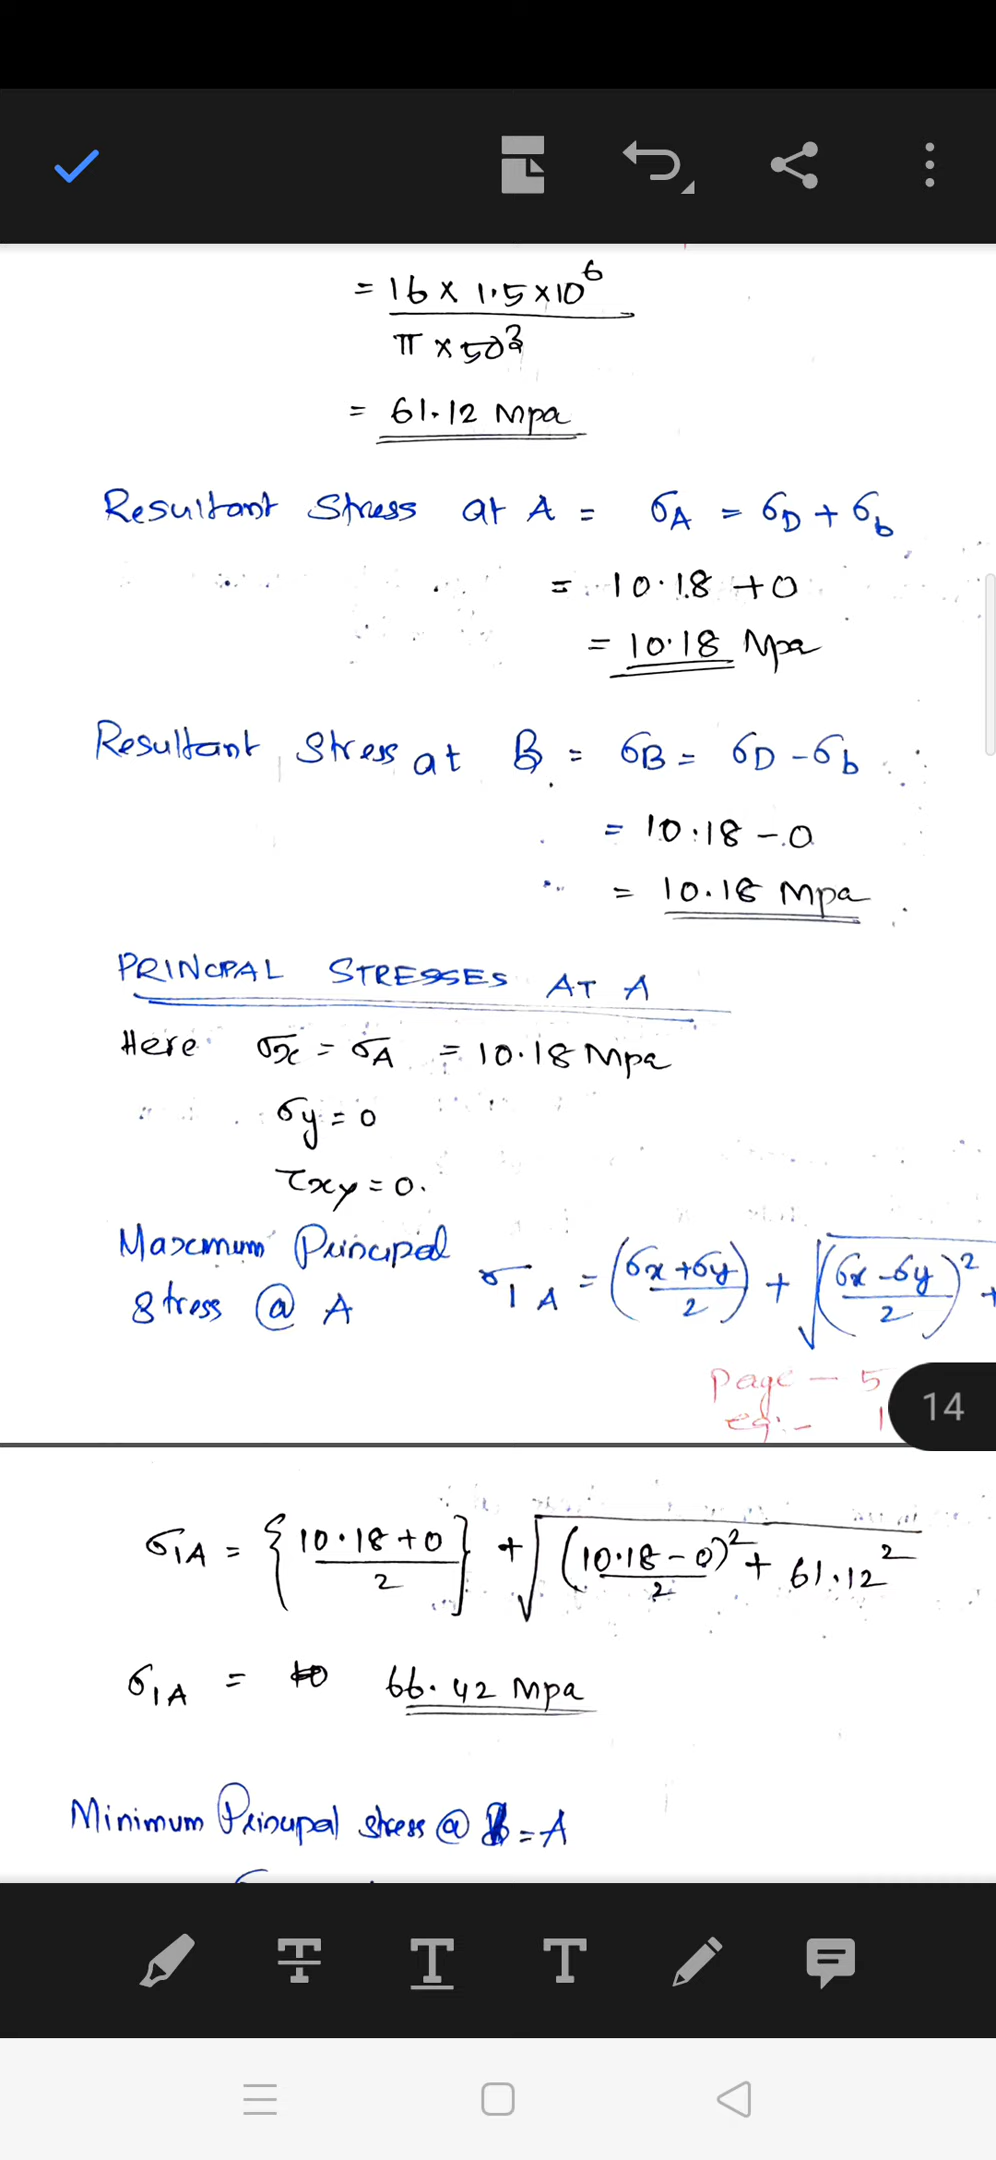 = 16 × 1.5 × 10^6
π × 50^3
= 61.12 Mpa
Resultant Stress at A = σA = σD + σb
= 10.18 + 0
= 10.18 Mpa
Resultant Stress at B = σB = σD - σb
= 10.18 - 0
= 10.18 Mpa
PRINCPAL STRESSES AT A
Here σx = σA = 10.18 Mpa
σy = 0
τxy = 0.
Maximum Principal
Stress @ A σ1A = (σx + σy / 2) + √(σx - σy / 2)^2 +
Page - 5
eq:- 1
14
σ1A = {10.18 + 0 / 2} + √(10.18 - 0 / 2)^2 + 61.12^2
σ1A = 66.42 Mpa
Minimum Principal stress @ = A
T T T